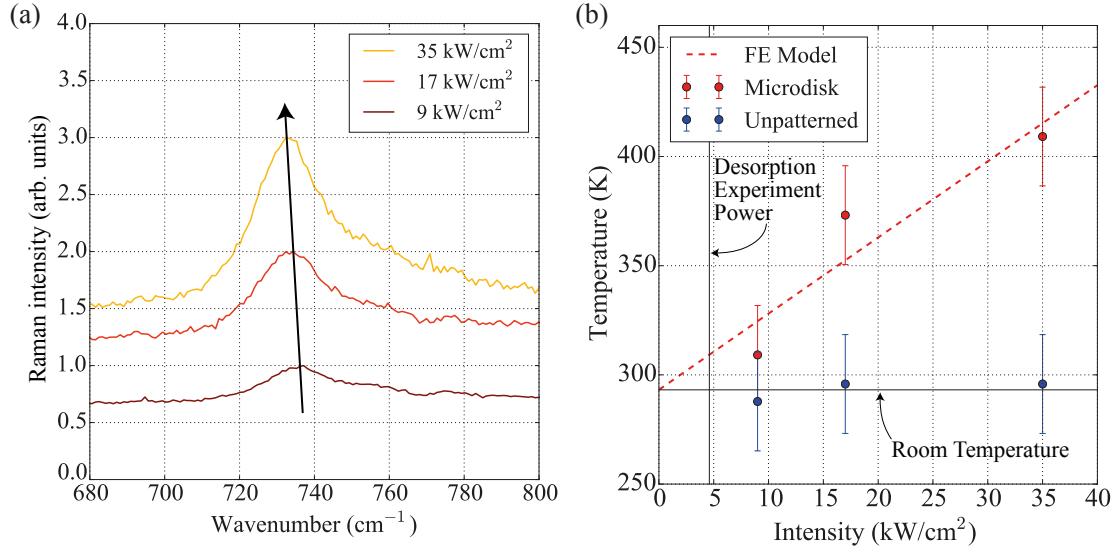 (a)
Raman intensity (arb. units)
4.0
3.5
3.0
2.5
2.0
1.5
1.0
0.5
0.0
35 kW/cm²
17 kW/cm²
9 kW/cm²
680 700 720 740 760 780 800
Wavenumber (cm⁻¹)
(b)
Temperature (K)
450
400
350
300
250
FE Model
Microdisk
Unpatterned
Desorption
Experiment
Power
Room Temperature
0 5 10 15 20 25 30 35 40
Intensity (kW/cm²)